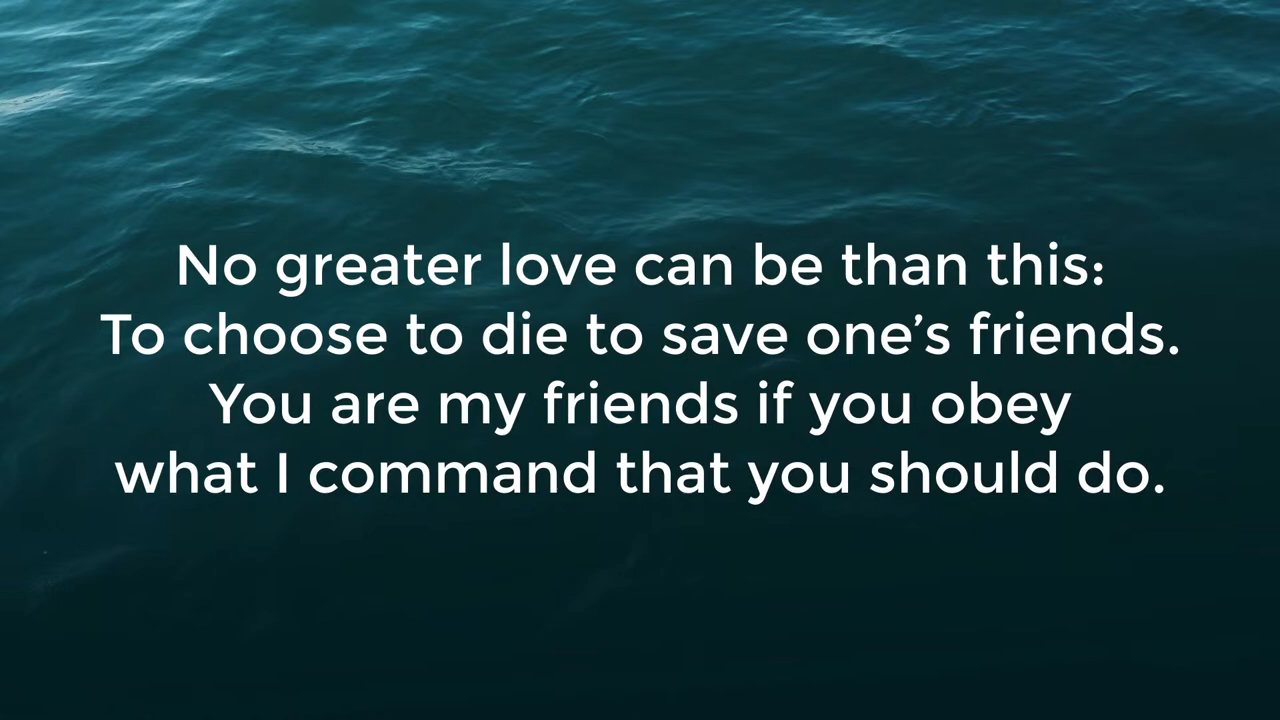 No greater love can be than this:
To choose to die to save one’s friends.
You are my friends if you obey
what I command that you should do.